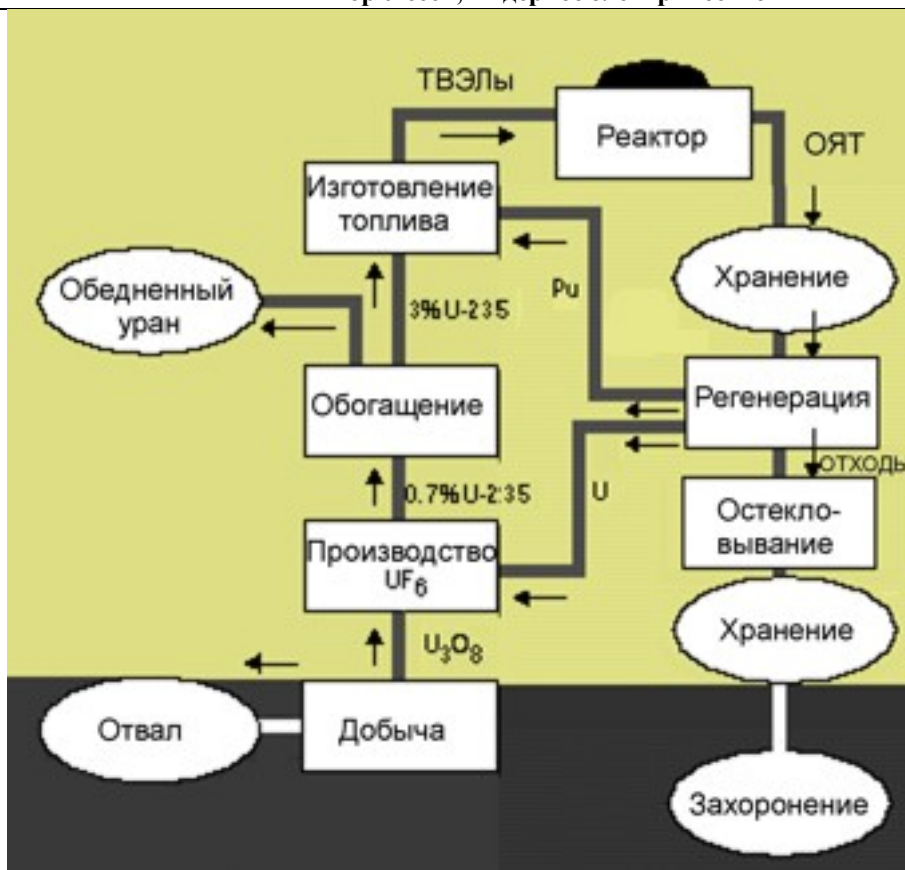 ТВЭЛы
Реактор
ОЯТ
Изготовление
топлива
Хранение
Обедненный
уран
Pu
3% U-235
Обогащение
Регенерация
отходы
0.7% U-235
U
Остекло-
вывание
Производство
UF6
Хранение
U3O8
Отвал
Добыча
Захоронение